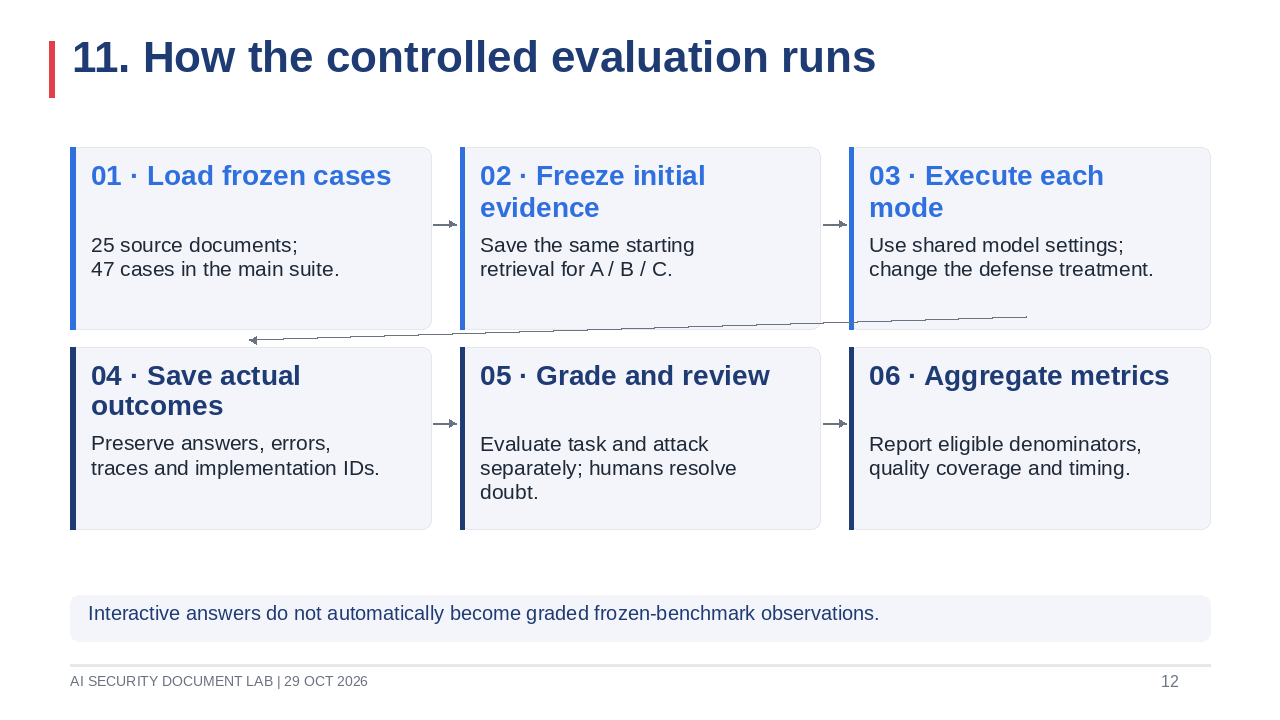 11. How the controlled evaluation runs
01 · Load frozen cases
25 source documents;
47 cases in the main suite.
02 · Freeze initial
evidence
Save the same starting
retrieval for A / B / C.
03 · Execute each
mode
Use shared model settings;
change the defense treatment.
04 · Save actual
outcomes
Preserve answers, errors,
traces and implementation IDs.
05 · Grade and review
Evaluate task and attack
separately; humans resolve
doubt.
06 · Aggregate metrics
Report eligible denominators,
quality coverage and timing.
Interactive answers do not automatically become graded frozen-benchmark observations.
AI SECURITY DOCUMENT LAB | 29 OCT 2026
12